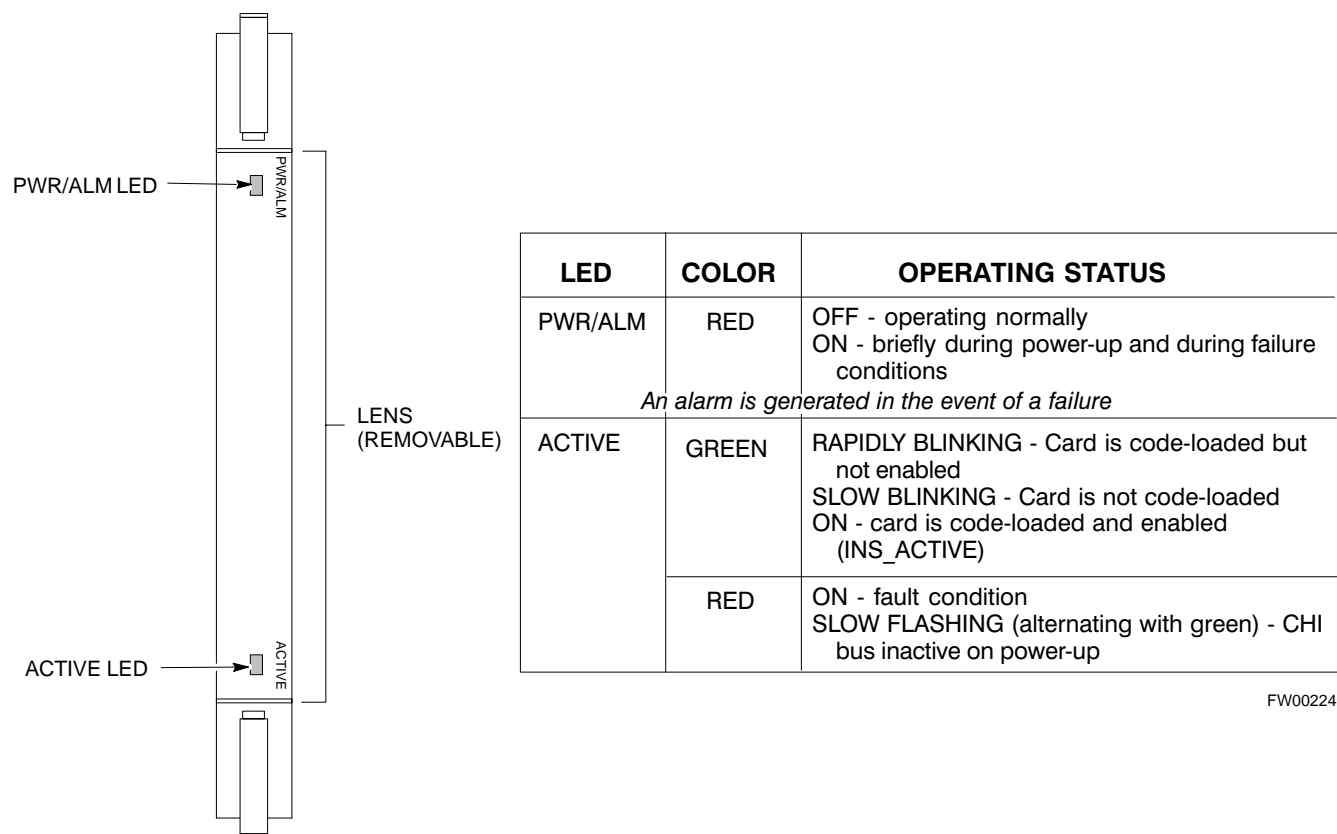 PWR/ALM LED
PWR/ALM
LENS
(REMOVABLE)
ACTIVE LED
ACTIVE
LED COLOR OPERATING STATUS
PWR/ALM RED OFF - operating normally
ON - briefly during power-up and during failure
conditions
An alarm is generated in the event of a failure
ACTIVE GREEN RAPIDLY BLINKING - Card is code-loaded but
not enabled
SLOW BLINKING - Card is not code-loaded
ON - card is code-loaded and enabled
(INS_ACTIVE)
RED ON - fault condition
SLOW FLASHING (alternating with green) - CHI
bus inactive on power-up
FW00224